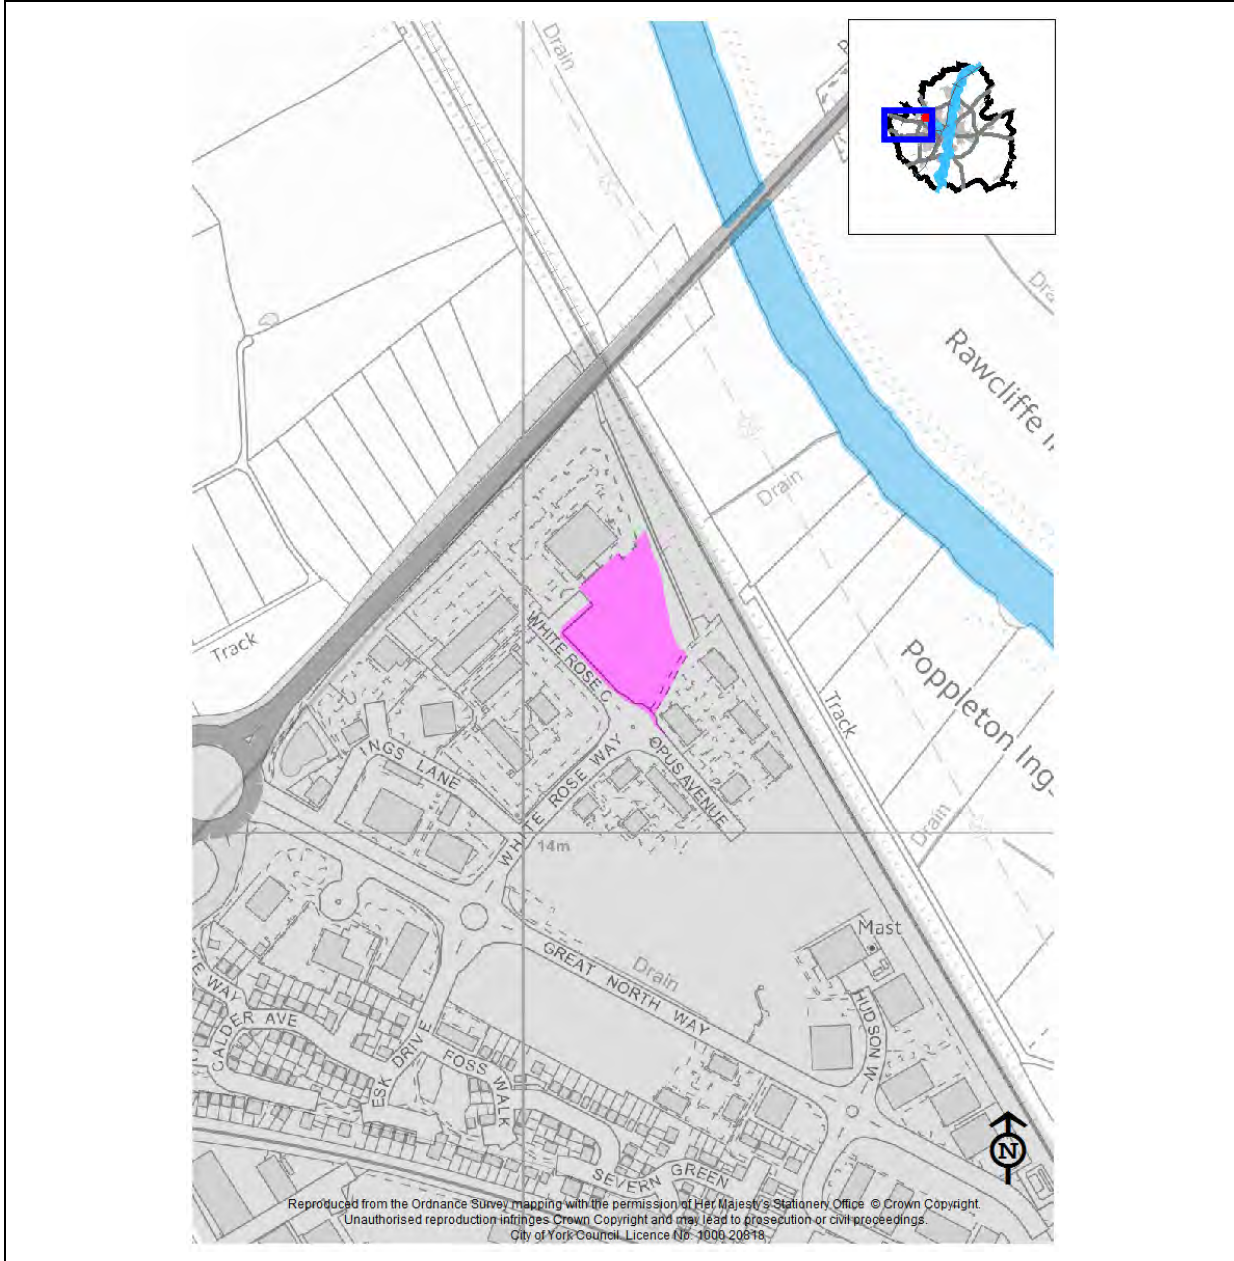 Drain
Dra
Rawcliffe I
Drain
WHITE ROSE C
Track
Poppleton Ing
Track
INGS LANE
WHITE ROSE WAY
OPUS AVENUE
Drain
14m
Mast
GREAT NORTH WAY
Drain
HUDSON W
WAY
CALDER AVE
ESK DRIVE
FOSS WALK
SEVERN GREEN
N
Reproduced from the Ordnance Survey mapping with the permission of Her Majesty's Stationery Office © Crown Copyright.
Unauthorised reproduction infringes Crown Copyright and may lead to prosecution or civil proceedings.
City of York Council. Licence No. 1000 20818